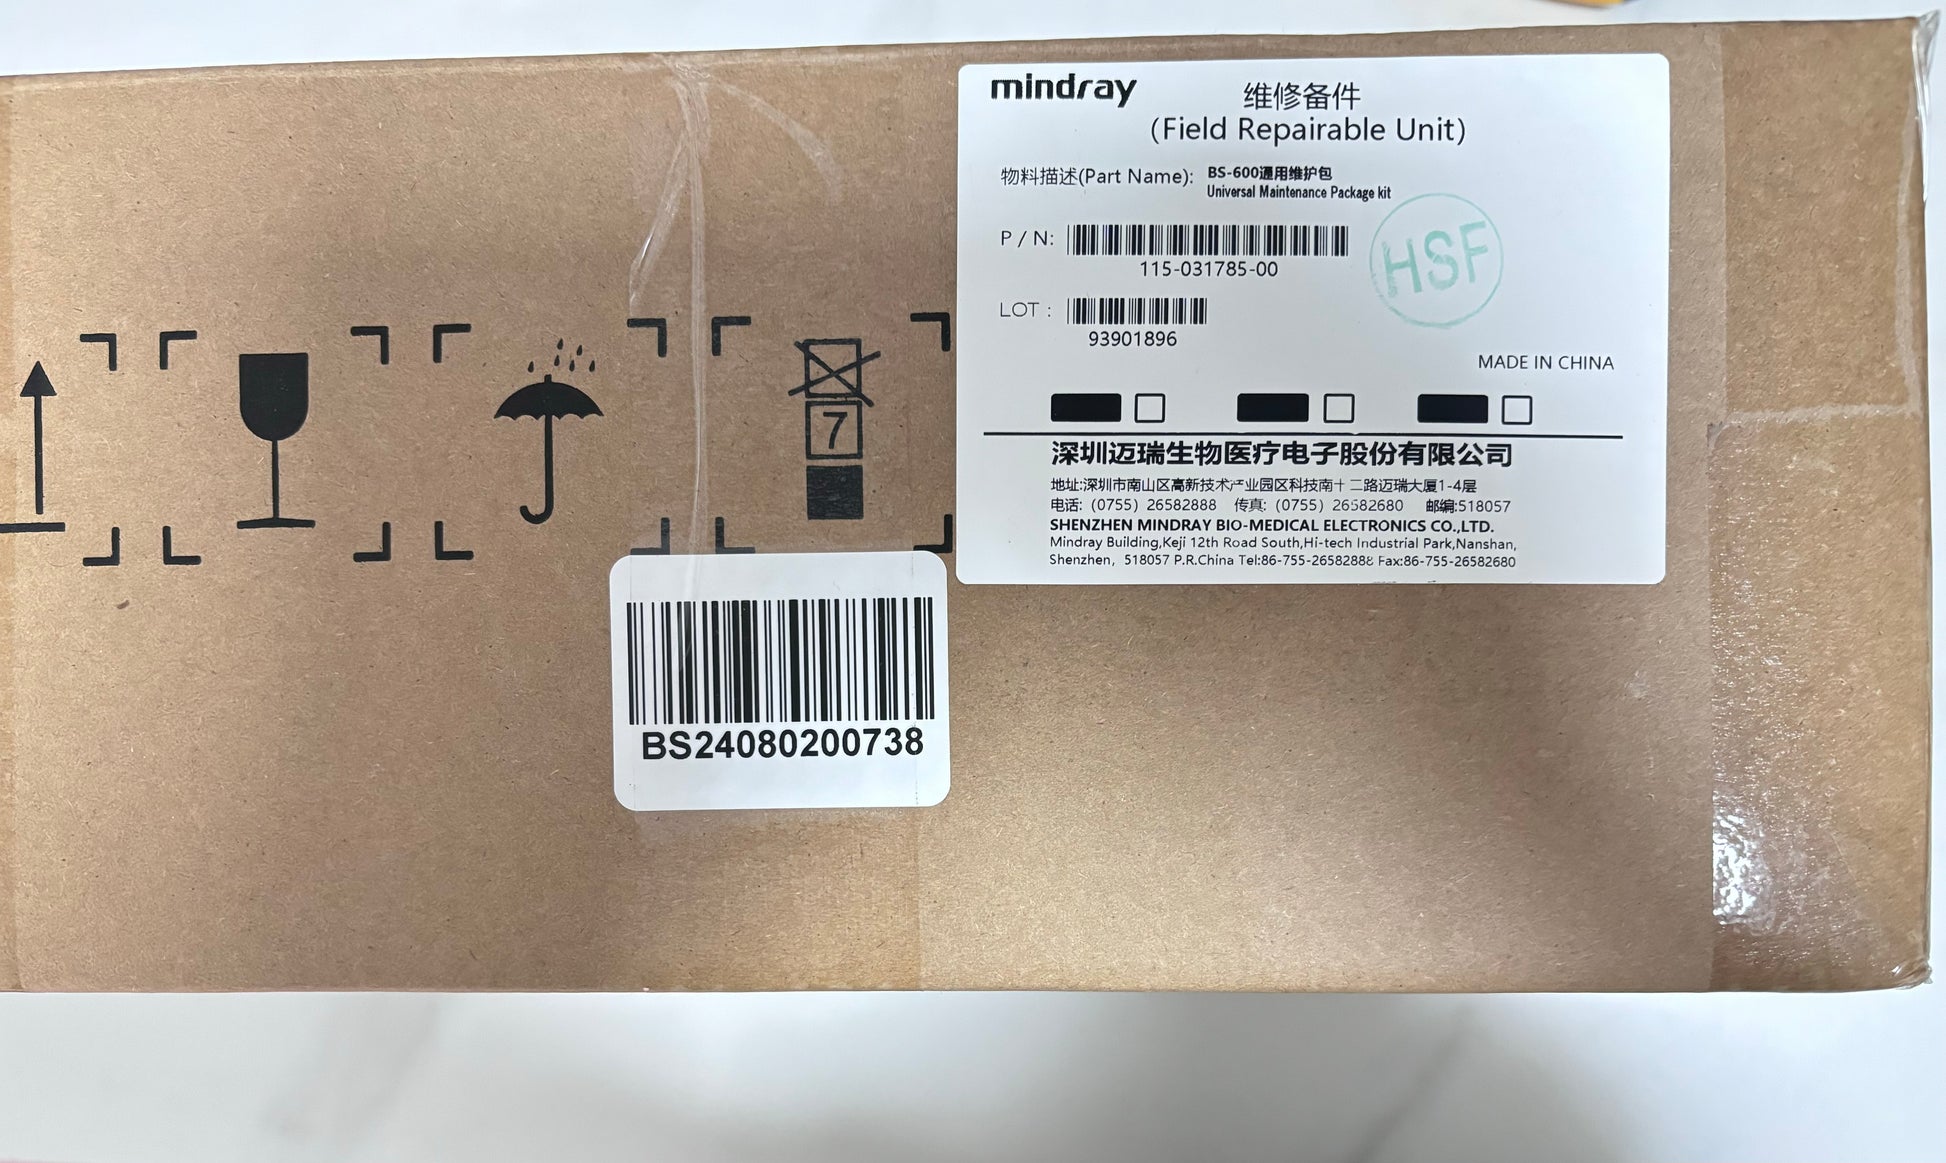 mindray
维修备件
(Field Repairable Unit)
物料描述(Part Name): BS-600通用维护包
Universal Maintenance Package kit
P / N:
115-031785-00
HSF
LOT :
93901896
MADE IN CHINA
深圳迈瑞生物医疗电子股份有限公司
地址:深圳市南山区高新技术产业园区科技南十二路迈瑞大厦1-4层
电话: (0755) 26582888 传真: (0755) 26582680 邮编:518057
SHENZHEN MINDRAY BIO-MEDICAL ELECTRONICS CO.,LTD.
Mindray Building,Keji 12th Road South,Hi-tech Industrial Park,Nanshan,
Shenzhen, 518057 P.R.China Tel:86-755-26582888 Fax:86-755-26582680
7
BS24080200738